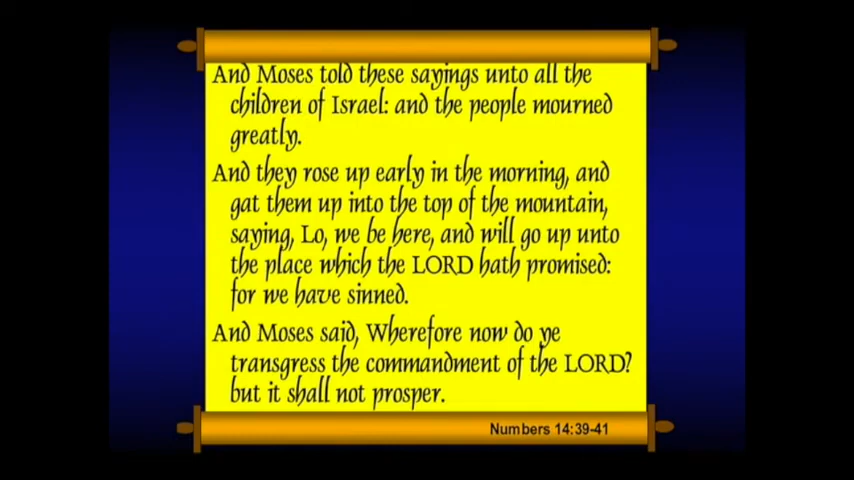 And Moses told these sayings unto all the
children of Israel: and the people mourned
greatly.
And they rose up early in the morning, and
gat them up into the top of the mountain,
saying, Lo, we be here, and will go up unto
the place which the LORD hath promised:
for we have sinned.
And Moses said, Wherefore now do ye
transgress the commandment of the LORD?
but it shall not prosper.
Numbers 14:39-41